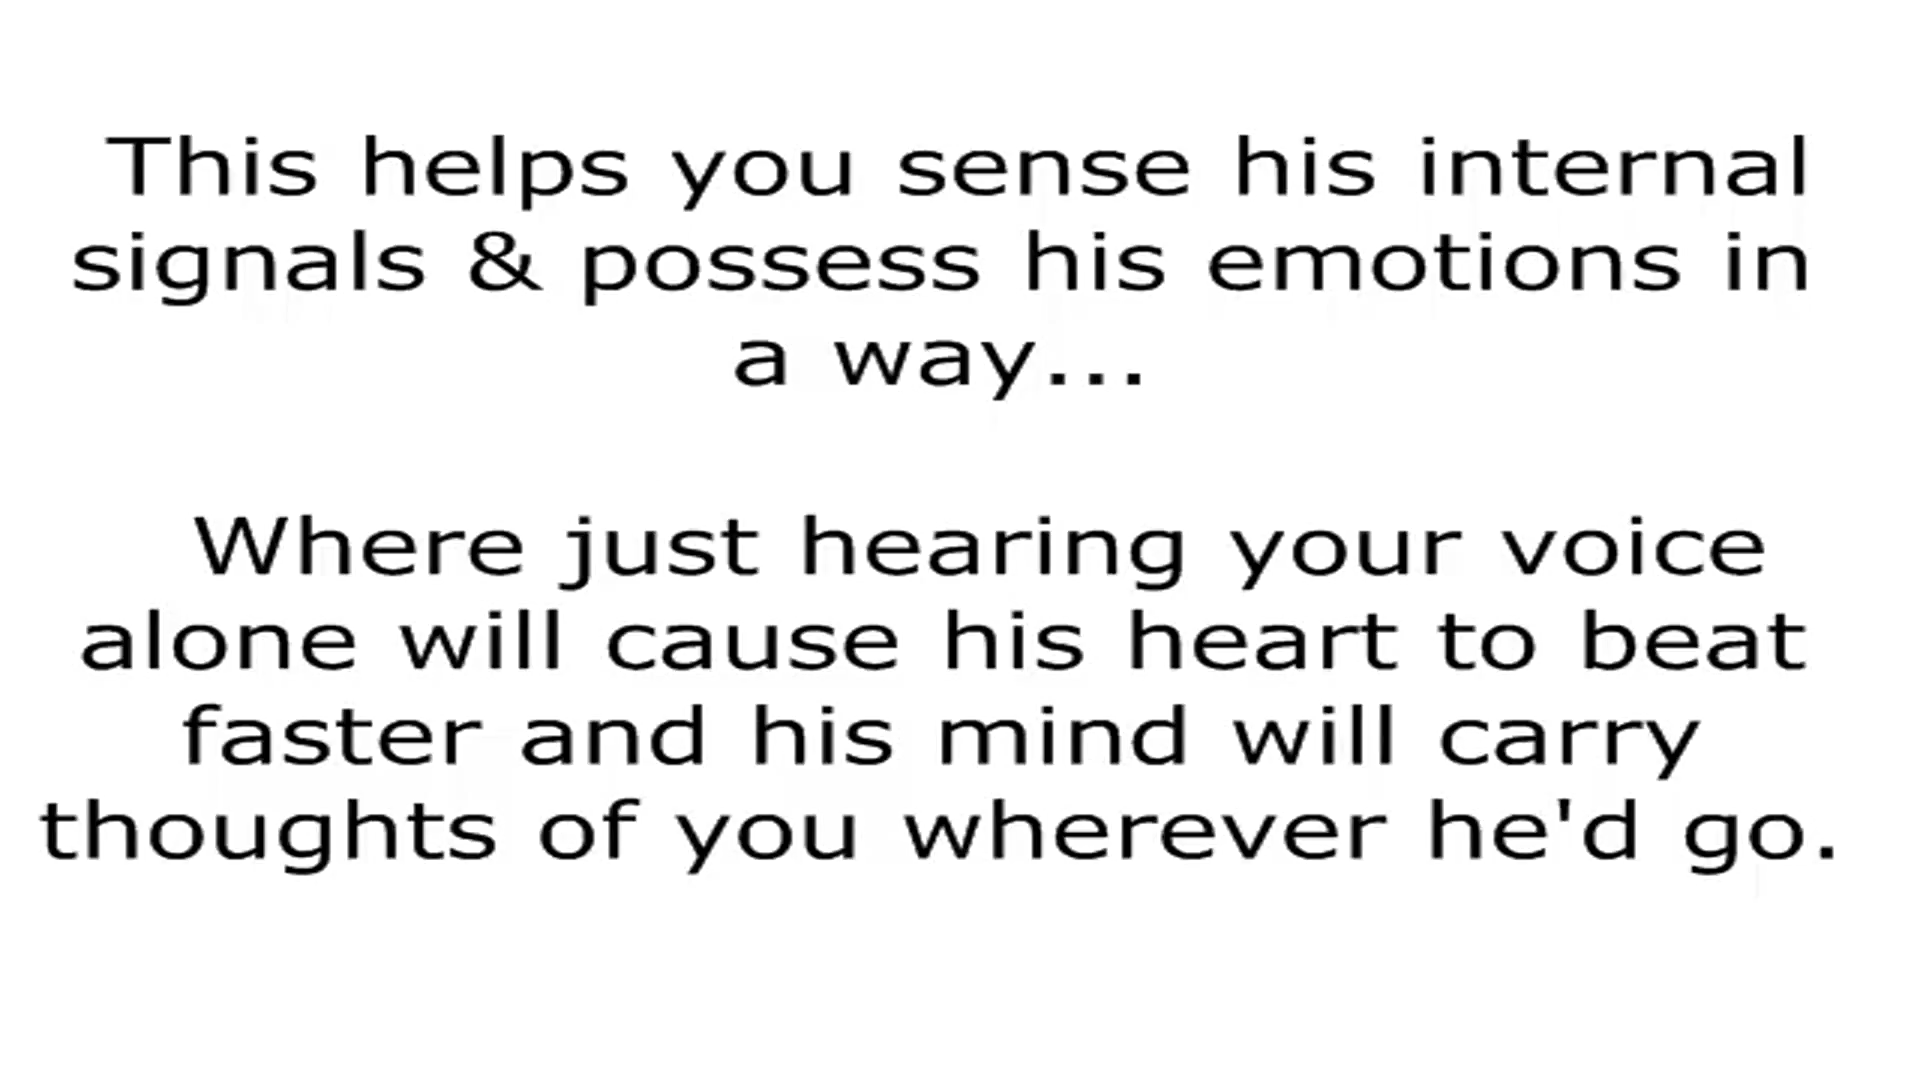 This helps you sense his internal
signals & possess his emotions in
a way...
Where just hearing your voice
alone will cause his heart to beat
faster and his mind will carry
thoughts of you wherever he'd go.